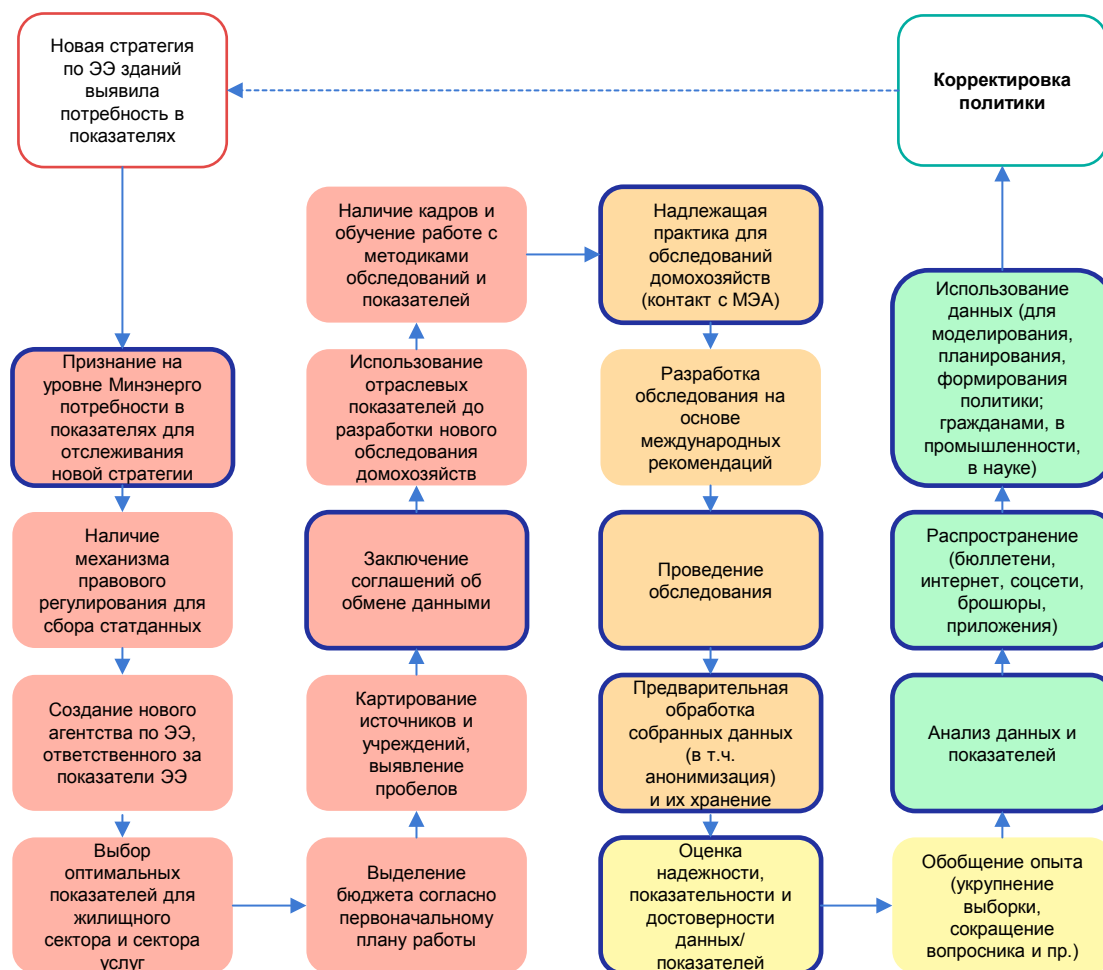 Новая стратегия
по ЭЭ зданий
выявила
потребность в
показателях
Признание на
уровне Минэнерго
потребности в
показателях для
отслеживания
новой стратегии
Наличие
механизма
правового
регулирования для
сбора статданных
Создание нового
агентства по ЭЭ,
ответственного за
показатели ЭЭ
Выбор
оптимальных
показателей для
жилищного
сектора и сектора
услуг
Выделение
бюджета согласно
первоначальному
плану работы
Картирование
источников и
учреждений,
выявление
пробелов
Заключение
соглашений об
обмене данными
Использование
отраслевых
показателей до
разработки нового
обследования
домохозяйств
Наличие кадров и
обучение работе с
методиками
обследований и
показателей
Надлежащая
практика для
обследований
домохозяйств
(контакт с МЭА)
Разработка
обследования на
основе
международных
рекомендаций
Проведение
обследования
Предварительная
обработка
собранных данных
(в т.ч.
анонимизация)
и их хранение
Оценка
надежности,
показательности и
достоверности
данных/
показателей
Обобщение опыта
(укрупнение
выборки,
сокращение
вопросника и пр.)
Анализ данных и
показателей
Распространение
(бюллетени,
интернет, соцсети,
брошюры,
приложения)
Использование
данных (для
моделирования,
планирования,
формирования
политики;
гражданами, в
промышленности,
в науке)
Корректировка
политики